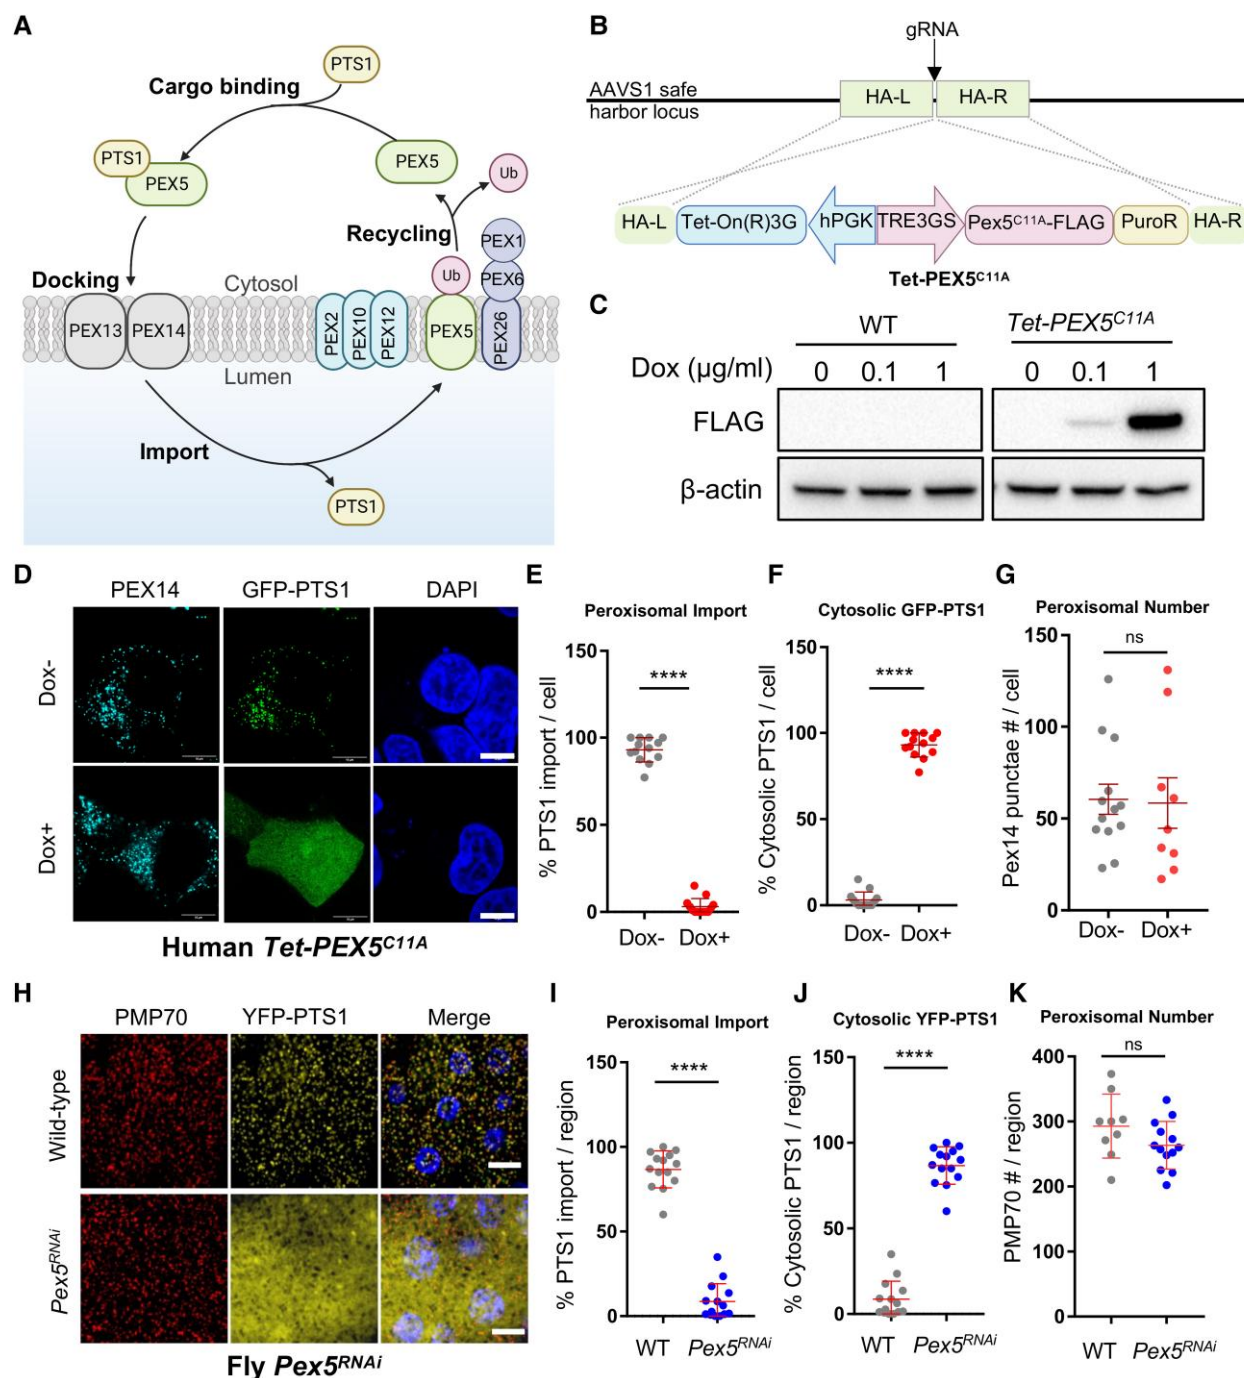 A
PTS1
Cargo binding
PTS1
PEX5
PEX5
Ub
Recycling
PEX1
Docking
Cytosol
Ub
PEX6
PEX13
PEX14
PEX2
PEX10
PEX12
PEX5
PEX26
Lumen
Import
PTS1
B
gRNA
AAVS1 safe
harbor locus
HA-L
HA-R
HA-L
Tet-On(R)3G
hPGK
TRE3GS
Pex5C11A-FLAG
PuroR
HA-R
Tet-PEX5C11A
C
WT
Tet-PEX5C11A
Dox (μg/ml)
0 0.1 1
0 0.1 1
FLAG
β-actin
D
PEX14
GFP-PTS1
DAPI
Dox-
Dox+
Human Tet-PEX5C11A
E
Peroxisomal Import
% PTS1 import / cell
150
100
50
0
****
Dox- Dox+
F
Cytosolic GFP-PTS1
% Cytosolic PTS1 / cell
150
100
50
0
****
Dox- Dox+
G
Peroxisomal Number
Pex14 punctae # / cell
150
100
50
0
ns
Dox- Dox+
H
PMP70
YFP-PTS1
Merge
Wild-type
Pex5RNAi
Fly Pex5RNAi
I
Peroxisomal Import
% PTS1 import / region
150
100
50
0
****
WT Pex5RNAi
J
Cytosolic YFP-PTS1
% Cytosolic PTS1 / region
150
100
50
0
****
WT Pex5RNAi
K
Peroxisomal Number
PMP70 # / region
400
300
200
100
0
ns
WT Pex5RNAi